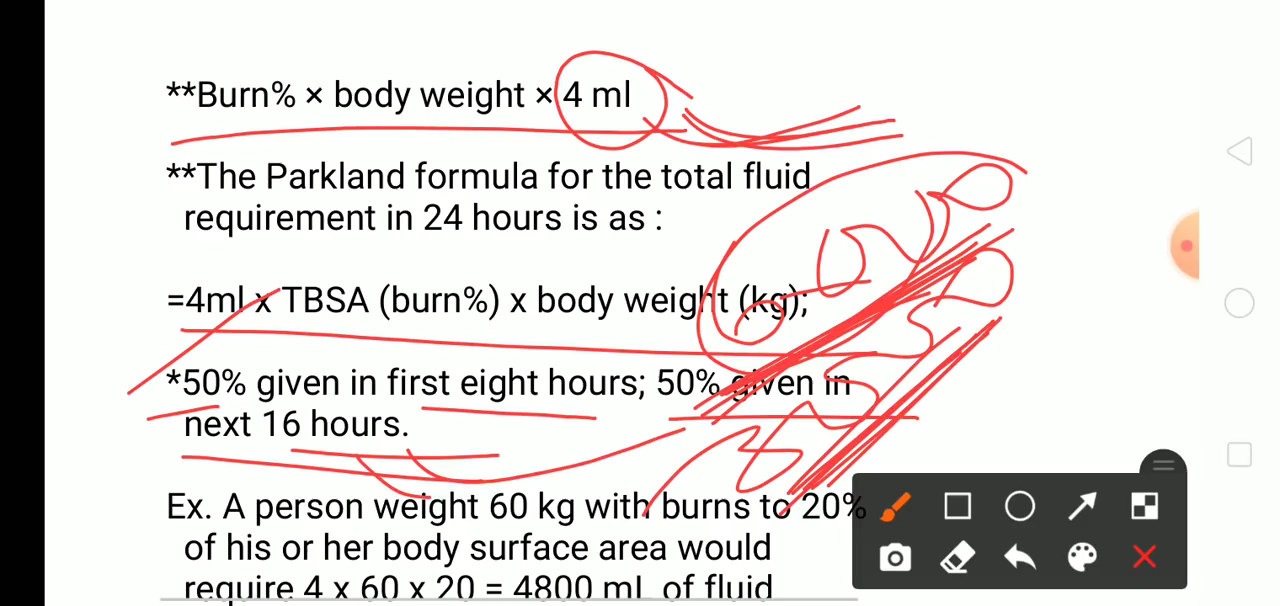 **Burn% × body weight × 4 ml
**The Parkland formula for the total fluid
requirement in 24 hours is as :
=4ml x TBSA (burn%) x body weight (kg);
*50% given in first eight hours; 50% given in
next 16 hours.
Ex. A person weight 60 kg with burns to 20%
of his or her body surface area would
require 4 x 60 x 20 = 4800 mL of fluid